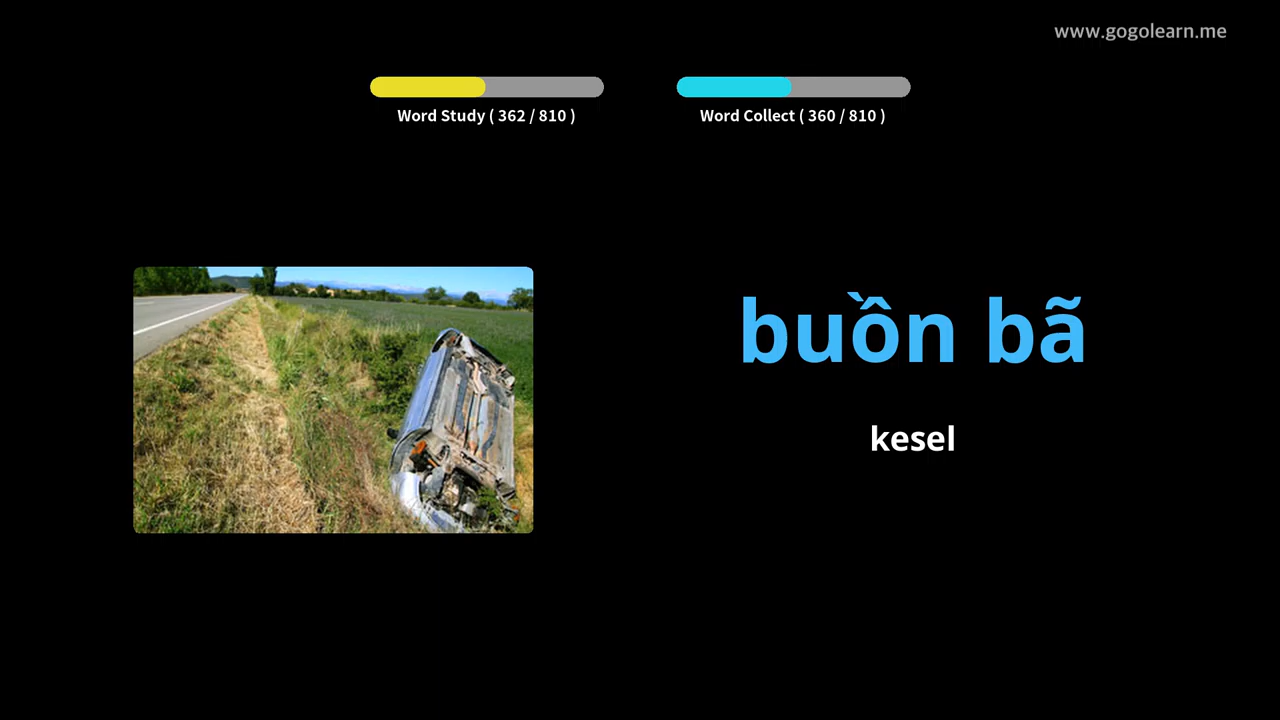 www.gogolearn.me
Word Study ( 362 / 810 )
Word Collect ( 360 / 810 )
buồn bã
kesel